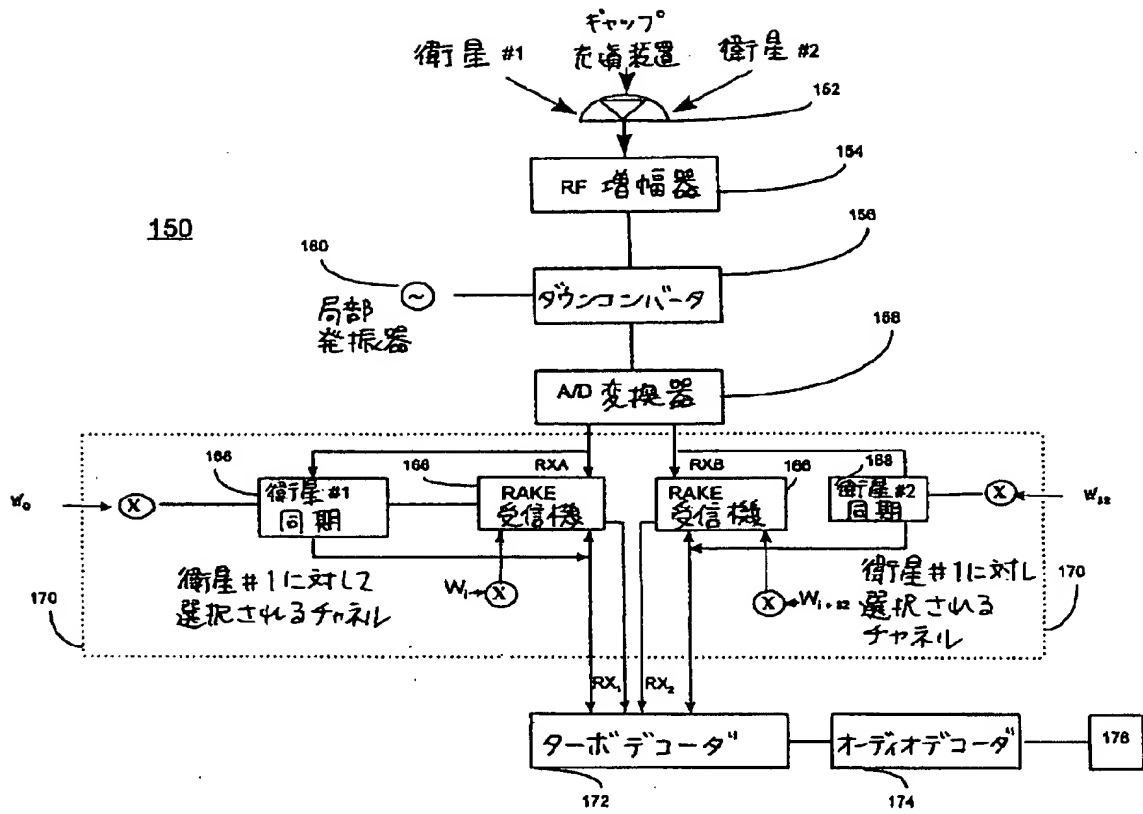 ギャップ
充填装置
衛星 #1
衛星 #2
152
154
RF 増幅器
150
156
160
~
ダウンコンバータ
局部
発振器
158
A/D 変換器
168
166
RXA
RXB
166
168
W₀
X
衛星 #1
同期
RAKE
受信機
RAKE
受信機
衛星 #2
同期
X
W₃₂
衛星 #1に対して
選択されるチャネル
Wᵢ
X
X
Wᵢ₊₃₂
衛星 #1に対し
選択される
チャネル
170
170
RX₁
RX₂
ターボデコーダ
オーディオデコーダ
176
172
174